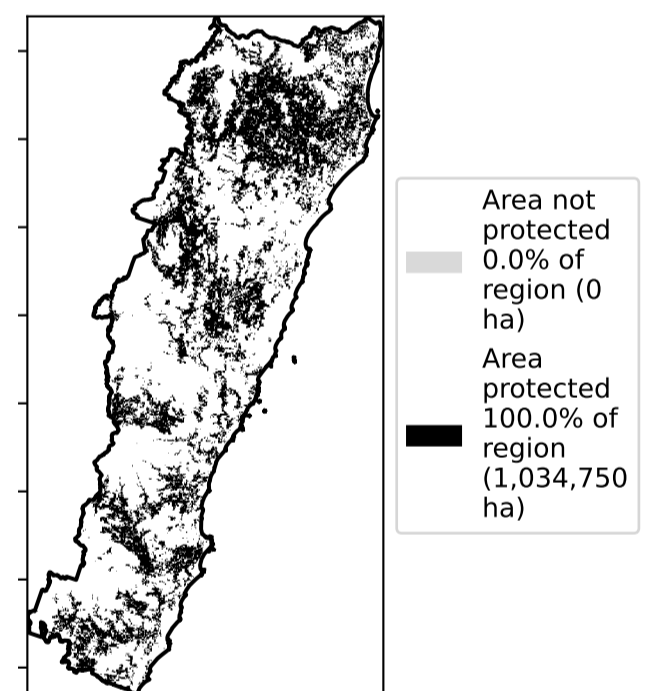 Area not
protected
0.0% of
region (0
ha)
Area
protected
100.0% of
region
(1,034,750
ha)